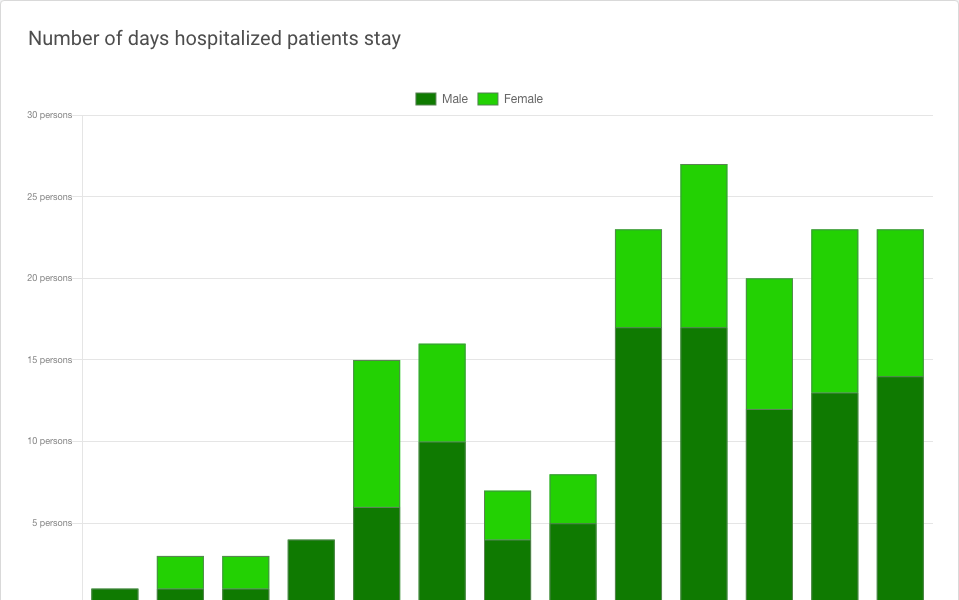 Number of days hospitalized patients stay
Male Female
30 persons
25 persons
20 persons
15 persons
10 persons
5 persons